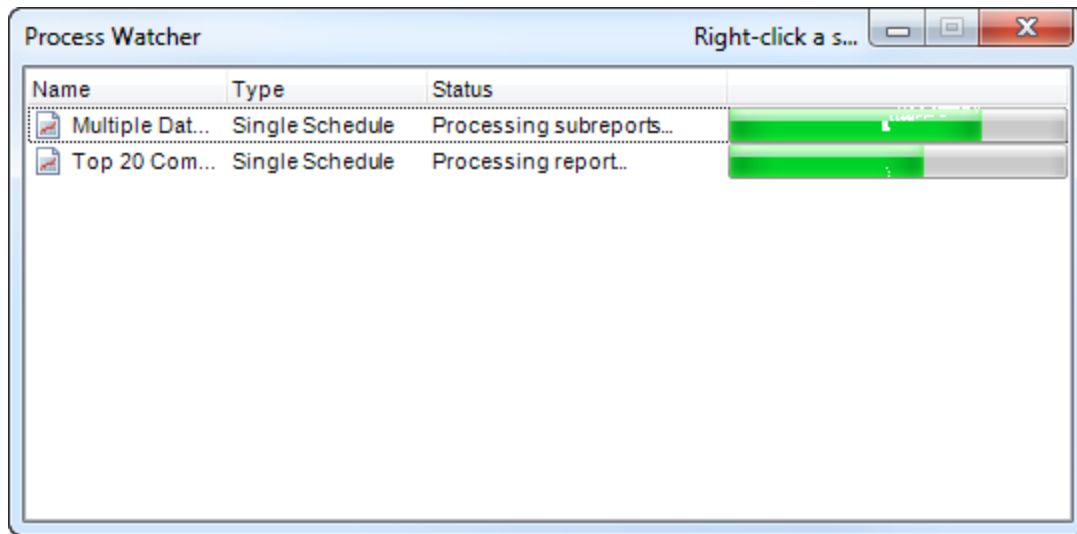 Process Watcher Right-click a s...
Name Type Status
Multiple Dat... Single Schedule Processing subreports...
Top 20 Com... Single Schedule Processing report...